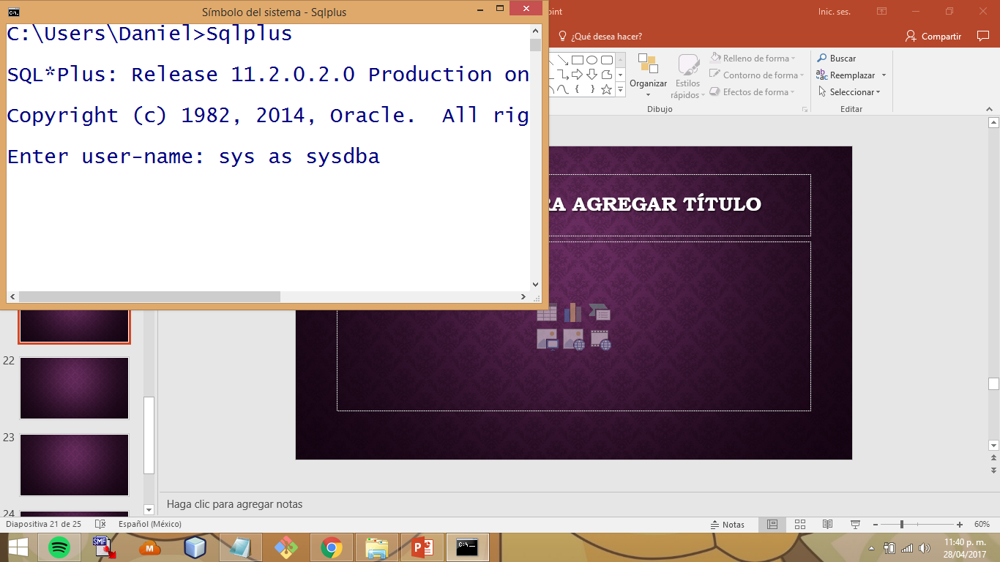 Símbolo del sistema - Sqlplus
C:\Users\Daniel>Sqlplus
SQL*Plus: Release 11.2.0.2.0 Production on
Copyright (c) 1982, 2014, Oracle.  All rig
Enter user-name: sys as sysdba
oint
Inic. ses.
¿Qué desea hacer?
Compartir
Organizar
Estilos
rápidos
Relleno de forma
Contorno de forma
Efectos de forma
Dibujo
Buscar
Reemplazar
Seleccionar
Editar
RA AGREGAR TÍTULO
22
23
24
Haga clic para agregar notas
Diapositiva 21 de 25
Español (México)
Notas
60%
SMF
11:40 p. m.
28/04/2017